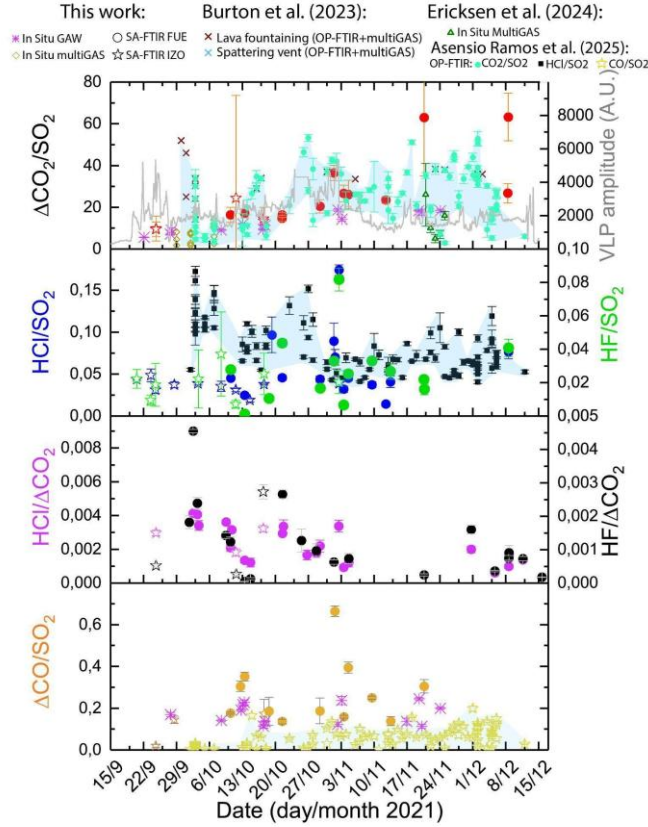 This work: Burton et al. (2023): Ericksen et al. (2024):
In Situ GAW SA-FTIR FUE Lava fountaining (OP-FTIR+multiGAS) In Situ MultiGAS
In Situ multiGAS SA-FTIR IZO Spattering vent (OP-FTIR+multiGAS) Asensio Ramos et al. (2025):
OP-FTIR: CO2/SO2 HCl/SO2 CO/SO2
80
60
40
20
0
ΔCO₂/SO₂
8000
6000
4000
2000
0,10
VLP amplitude (A.U.)
0,15
0,10
0,05
0,00
HCl/SO₂
0,08
0,06
0,04
0,02
0,005
HF/SO₂
0,008
0,006
0,004
0,002
0,000
HCl/ΔCO₂
0,004
0,003
0,002
0,001
0,000
HF/ΔCO₂
0,6
0,4
0,2
0,0
ΔCO/SO₂
15/9 22/9 29/9 6/10 13/10 20/10 27/10 3/11 10/11 17/11 24/11 1/12 8/12 15/12
Date (day/month 2021)